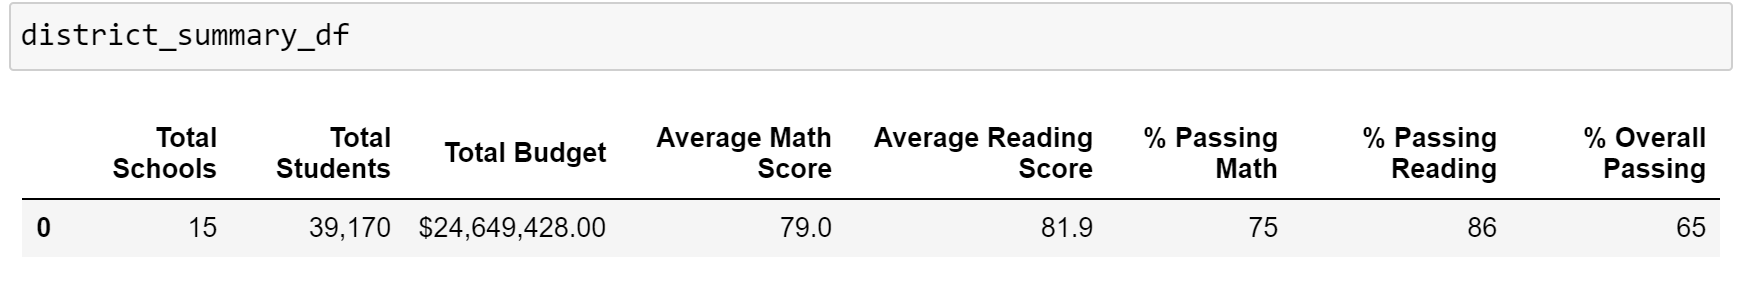 district_summary_df
Total Schools Total Students Total Budget Average Math Score Average Reading Score % Passing Math % Passing Reading % Overall Passing
0 15 39,170 $24,649,428.00 79.0 81.9 75 86 65